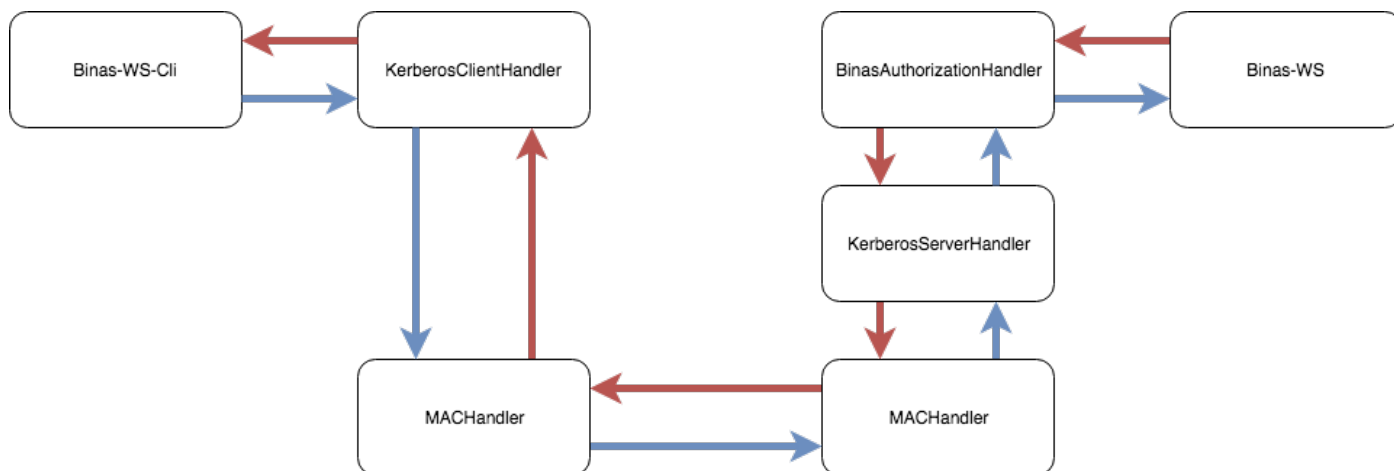 Binas-WS-Cli
KerberosClientHandler
BinasAuthorizationHandler
Binas-WS
KerberosServerHandler
MACHandler
MACHandler